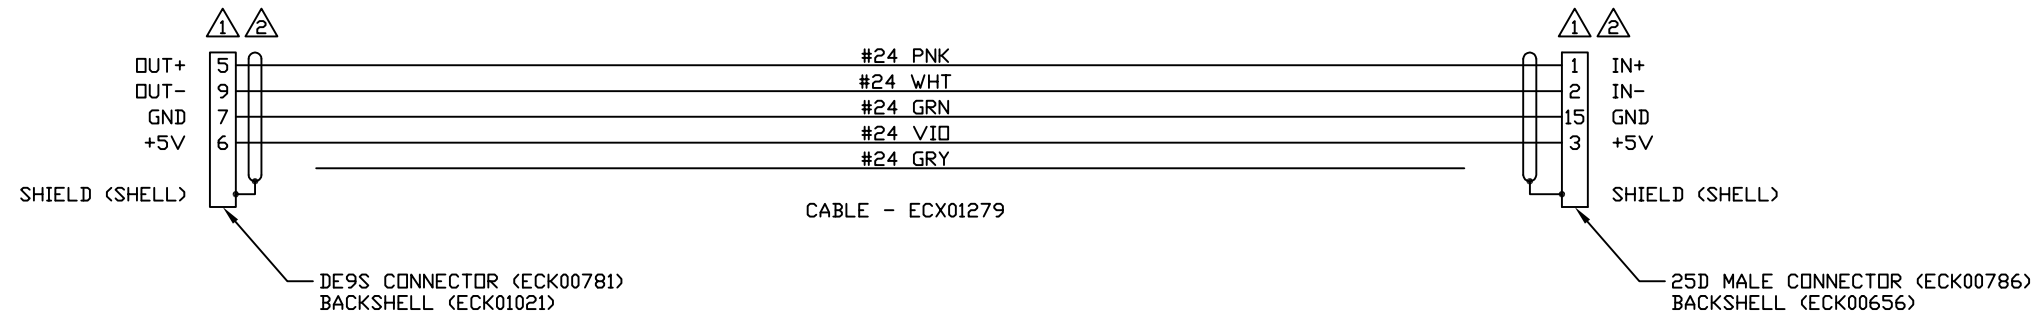 1 2 1 2
OUT+ 5 #24 PNK 1 IN+
OUT- 9 #24 WHT 2 IN-
GND 7 #24 GRN 15 GND
+5V 6 #24 VIO 3 +5V
#24 GRY
SHIELD (SHELL) SHIELD (SHELL)
CABLE - ECX01279
DE9S CONNECTOR (ECK00781)
BACKSHELL (ECK01021)
25D MALE CONNECTOR (ECK00786)
BACKSHELL (ECK00656)